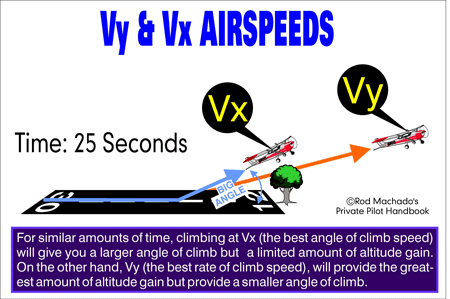 Vy & Vx AIRSPEEDS
Vx
Vy
Time: 25 Seconds
BIG
ANGLE
©Rod Machado's
Private Pilot Handbook
For similar amounts of time, climbing at Vx (the best angle of climb speed)
will give you a larger angle of climb but a limited amount of altitude gain.
On the other hand, Vy (the best rate of climb speed), will provide the great-
est amount of altitude gain but provide a smaller angle of climb.